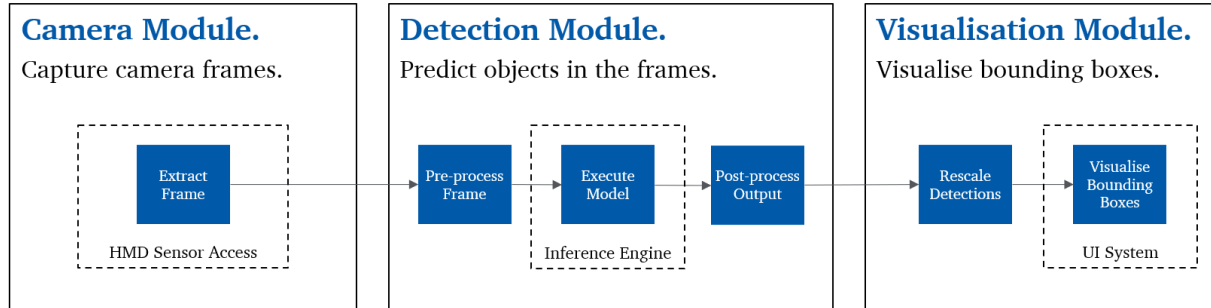 Camera Module.
Capture camera frames.
Extract
Frame
HMD Sensor Access
Detection Module.
Predict objects in the frames.
Pre-process
Frame
Execute
Model
Inference Engine
Post-process
Output
Visualisation Module.
Visualise bounding boxes.
Rescale
Detections
Visualise
Bounding
Boxes
UI System